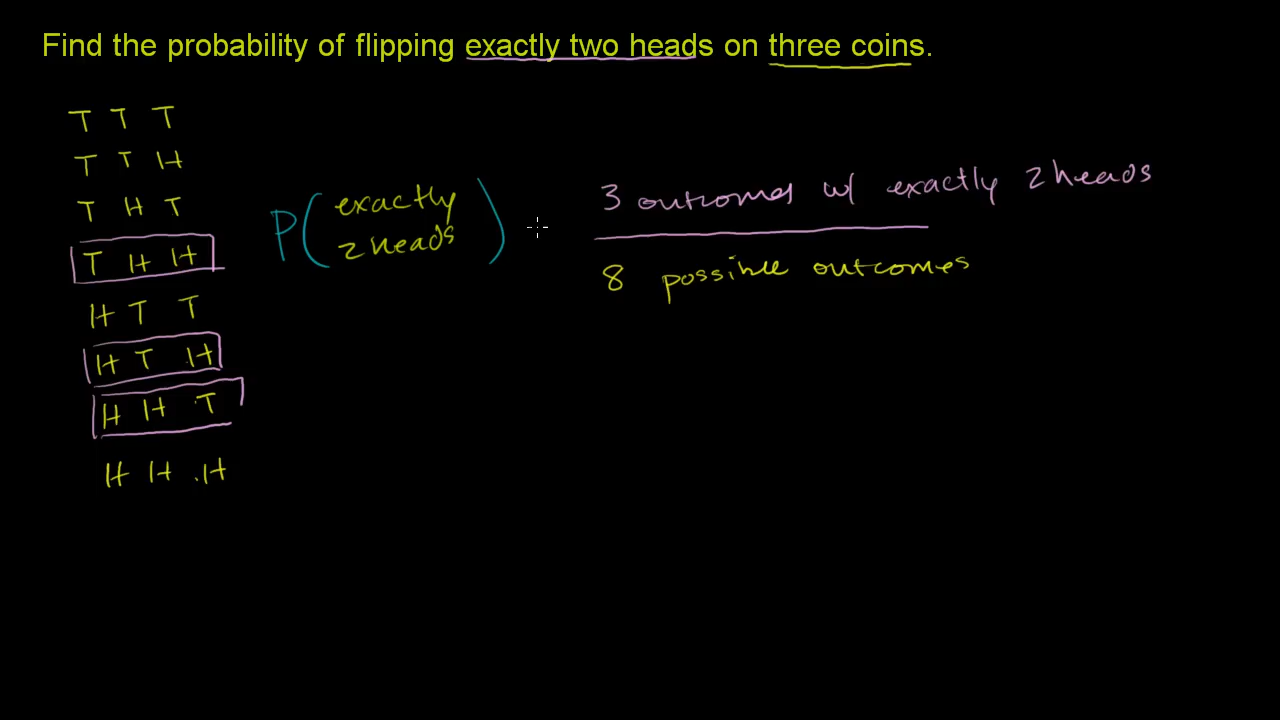 Find the probability of flipping exactly two heads on three coins.
T T T
T T H
T H T
T H H
H T T
H T H
H H T
H H H
P( exactly
2 heads )
3 outcomes w/ exactly 2 heads
8 possible outcomes